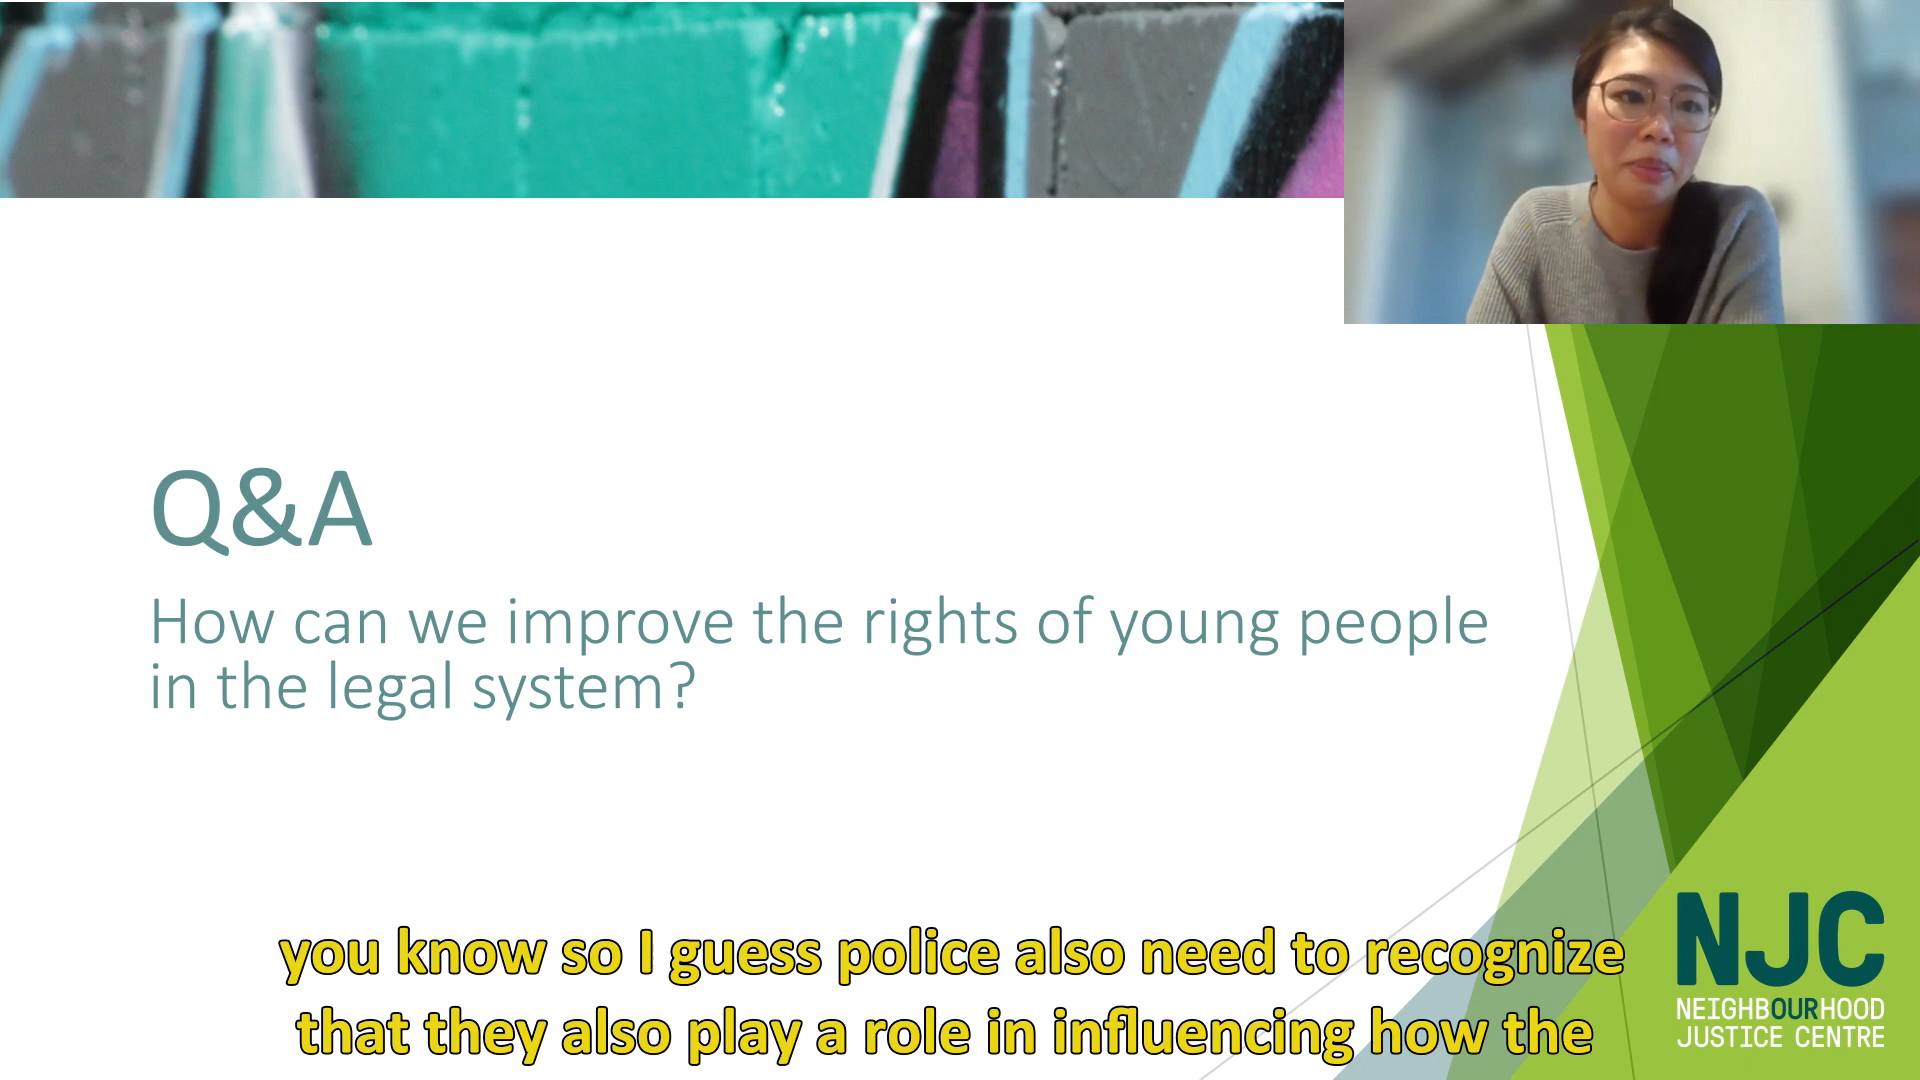 Q&A
How can we improve the rights of young people
in the legal system?
you know so I guess police also need to recognize
that they also play a role in influencing how the
NJC
NEIGHBOURHOOD
JUSTICE CENTRE